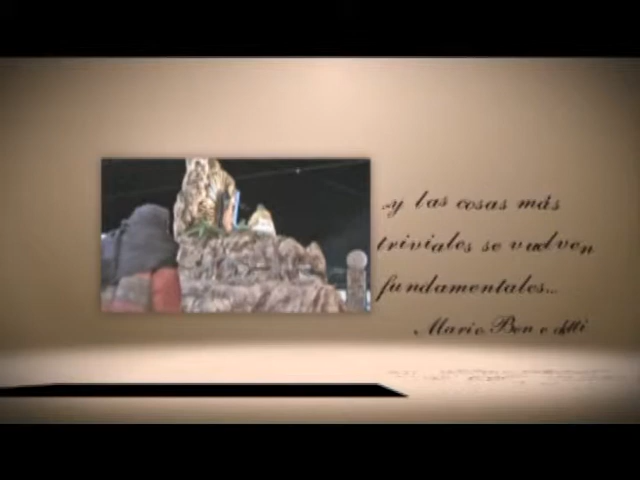 ..y las cosas más
triviales se vuelven
fundamentales...
Mario Benedetti